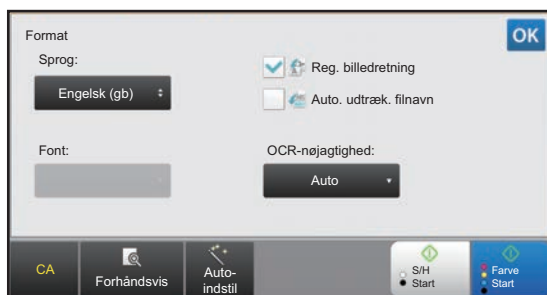 Format
OK
Sprog:
Engelsk (gb)
Reg. billedretning
Auto. udtræk. filnavn
Font:
OCR-nøjagtighed:
Auto
CA
Forhåndsvis
Auto-
indstil
S/H
Start
Farve
Start